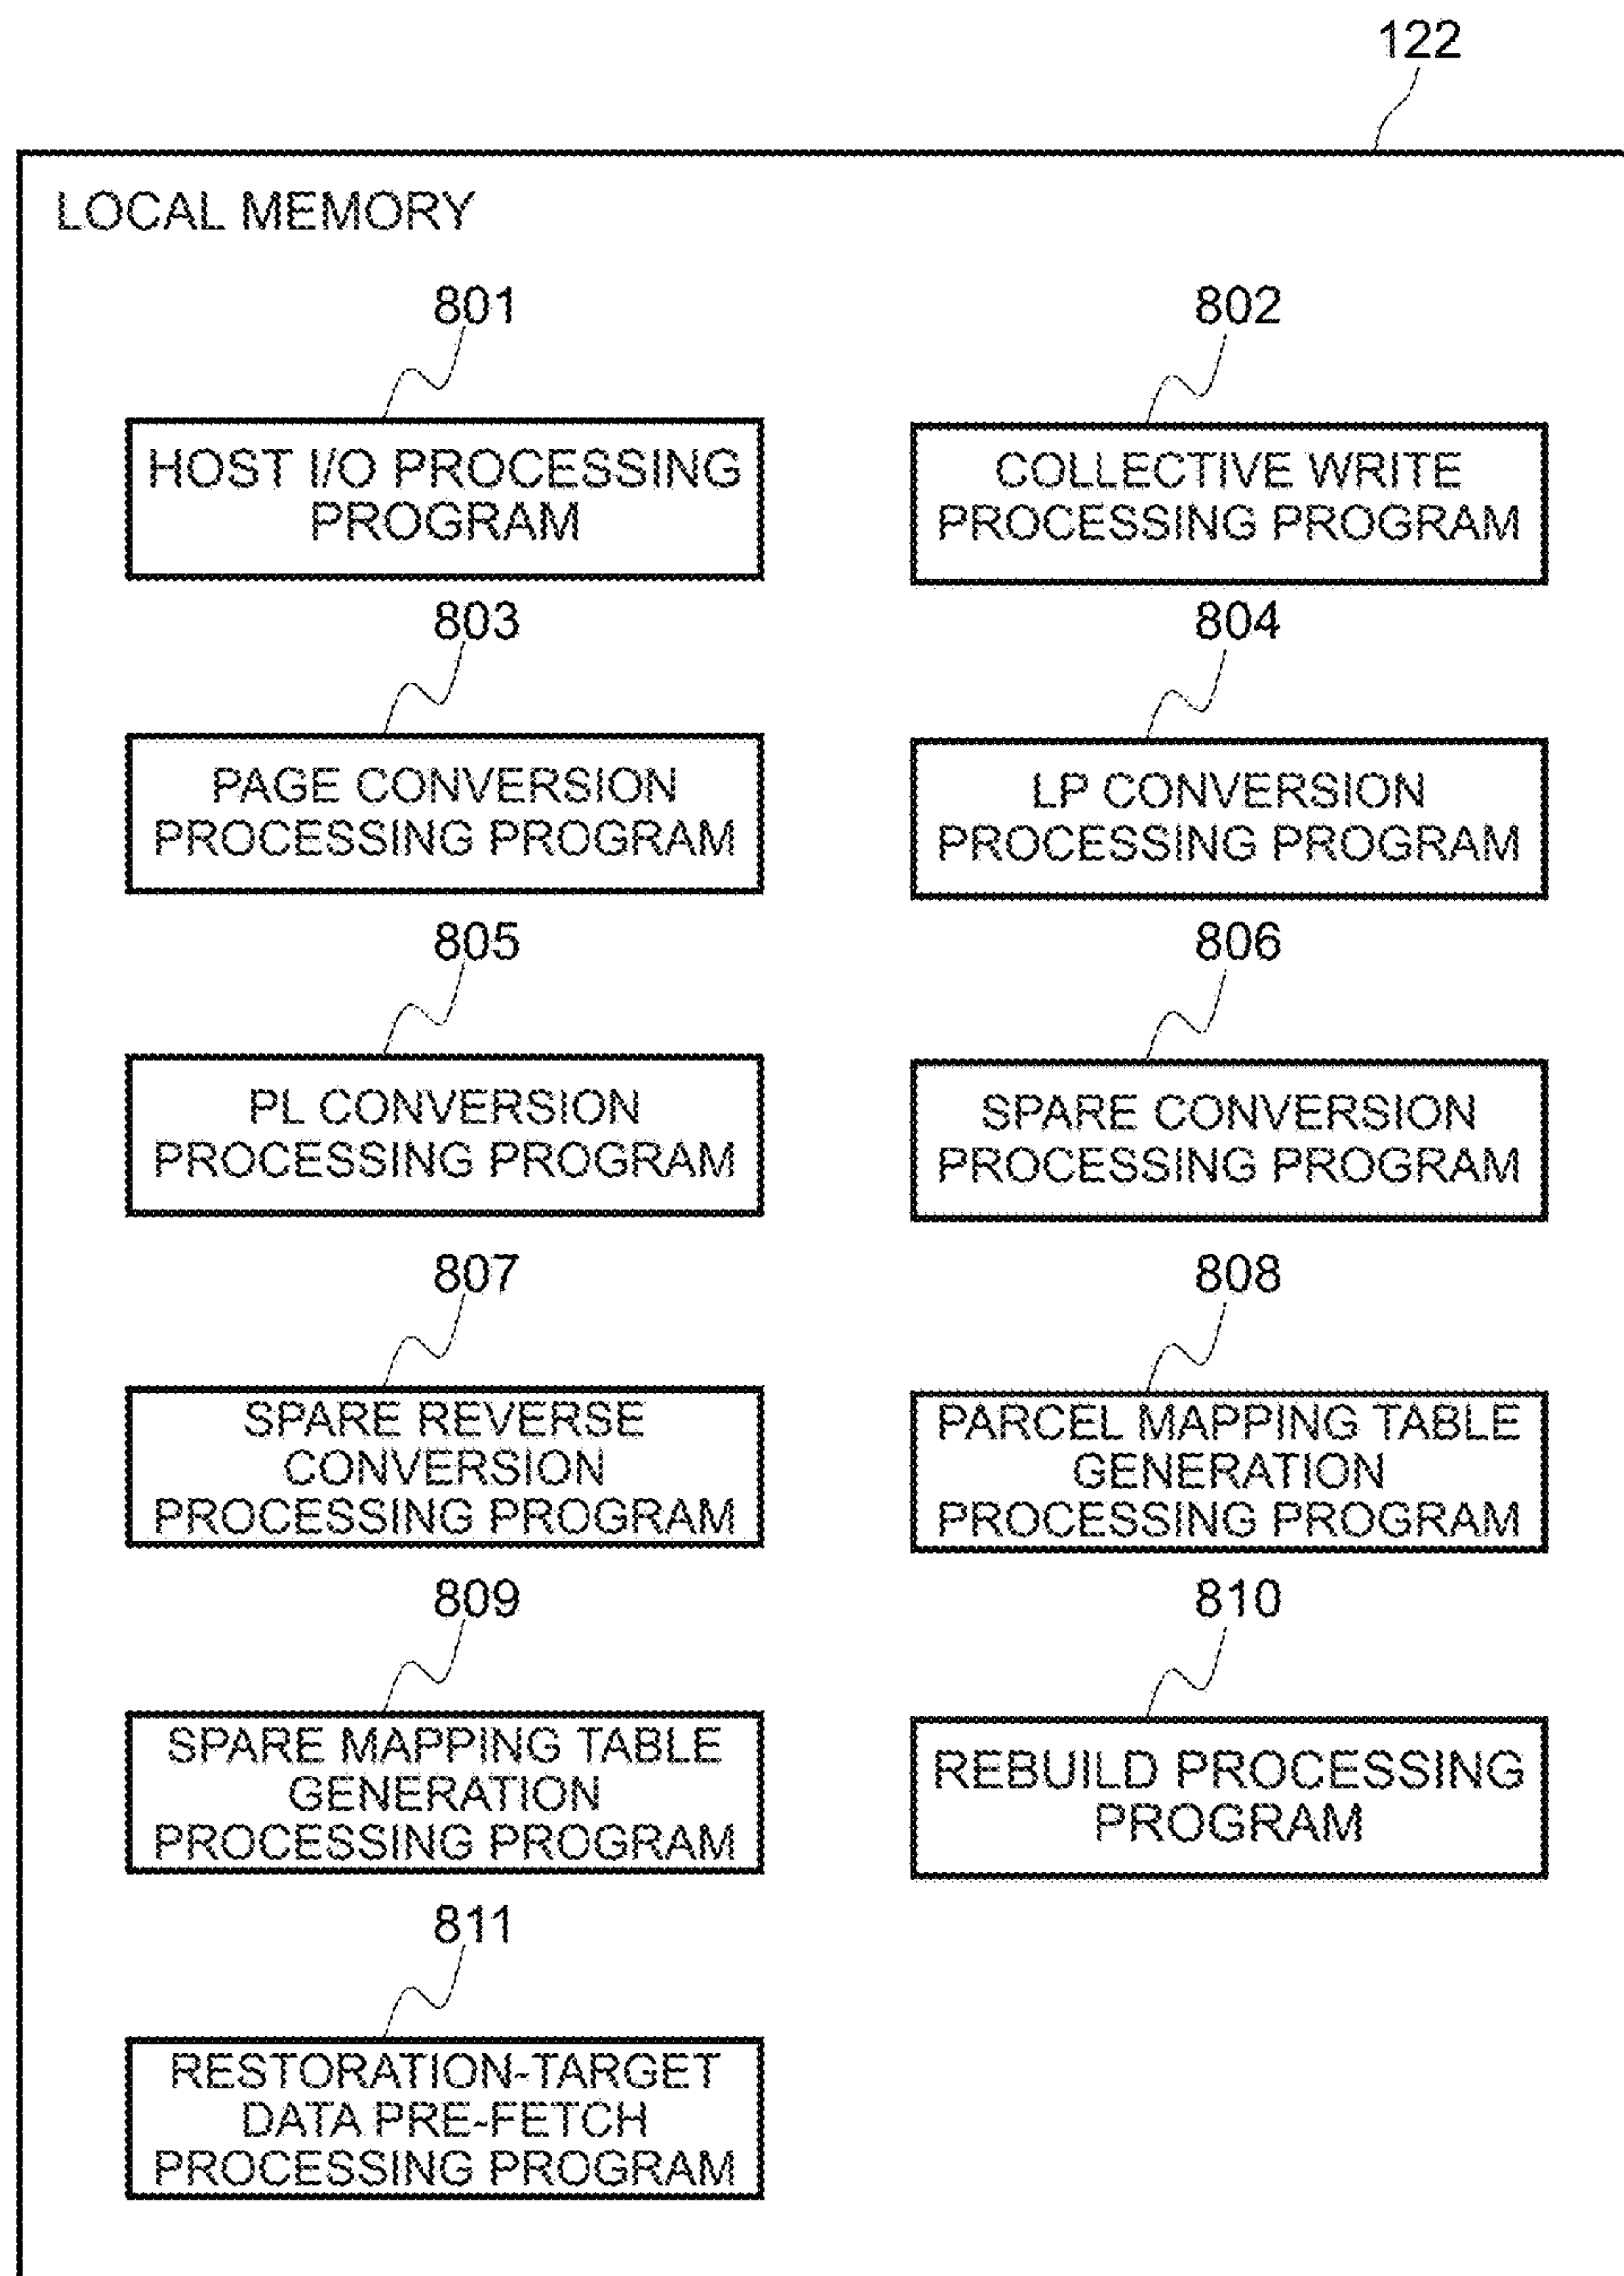 122
LOCAL MEMORY
801
HOST I/O PROCESSING
PROGRAM
802
COLLECTIVE WRITE
PROCESSING PROGRAM
803
PAGE CONVERSION
PROCESSING PROGRAM
804
LP CONVERSION
PROCESSING PROGRAM
805
PL CONVERSION
PROCESSING PROGRAM
806
SPARE CONVERSION
PROCESSING PROGRAM
807
SPARE REVERSE
CONVERSION
PROCESSING PROGRAM
808
PARCEL MAPPING TABLE
GENERATION
PROCESSING PROGRAM
809
SPARE MAPPING TABLE
GENERATION
PROCESSING PROGRAM
810
REBUILD PROCESSING
PROGRAM
811
RESTORATION-TARGET
DATA PRE-FETCH
PROCESSING PROGRAM